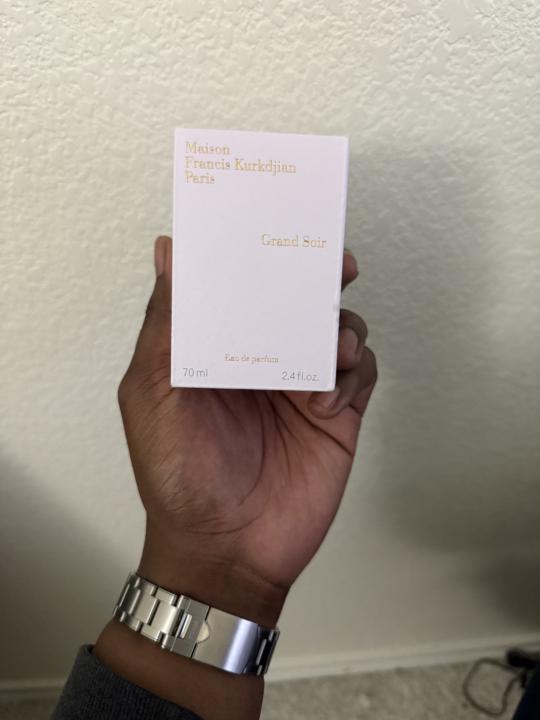 Maison
Francis Kurkdjian
Paris
Grand Soir
Eau de parfum
70 ml 2.4 fl.oz.